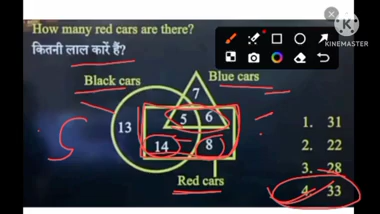 How many red cars are there?
कितनी लाल कारें हैं?
KINEMASTER
Black cars
Blue cars
7
13
5 6
14 8
Red cars
1. 31
2. 22
3. 28
4. 33